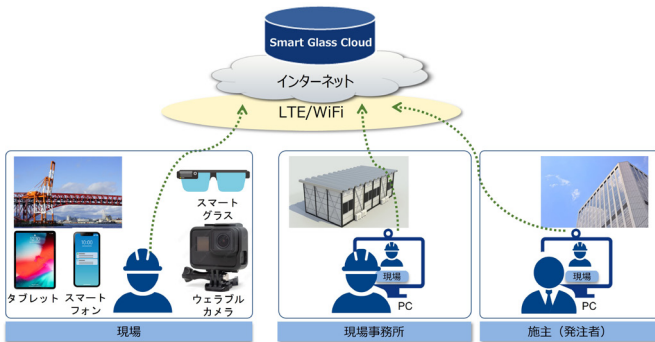 Smart Glass Cloud
インターネット
LTE/WiFi
スマート
グラス
タブレット
スマート
フォン
ウェラブル
カメラ
現場
現場
PC
現場事務所
現場
PC
施主（発注者）